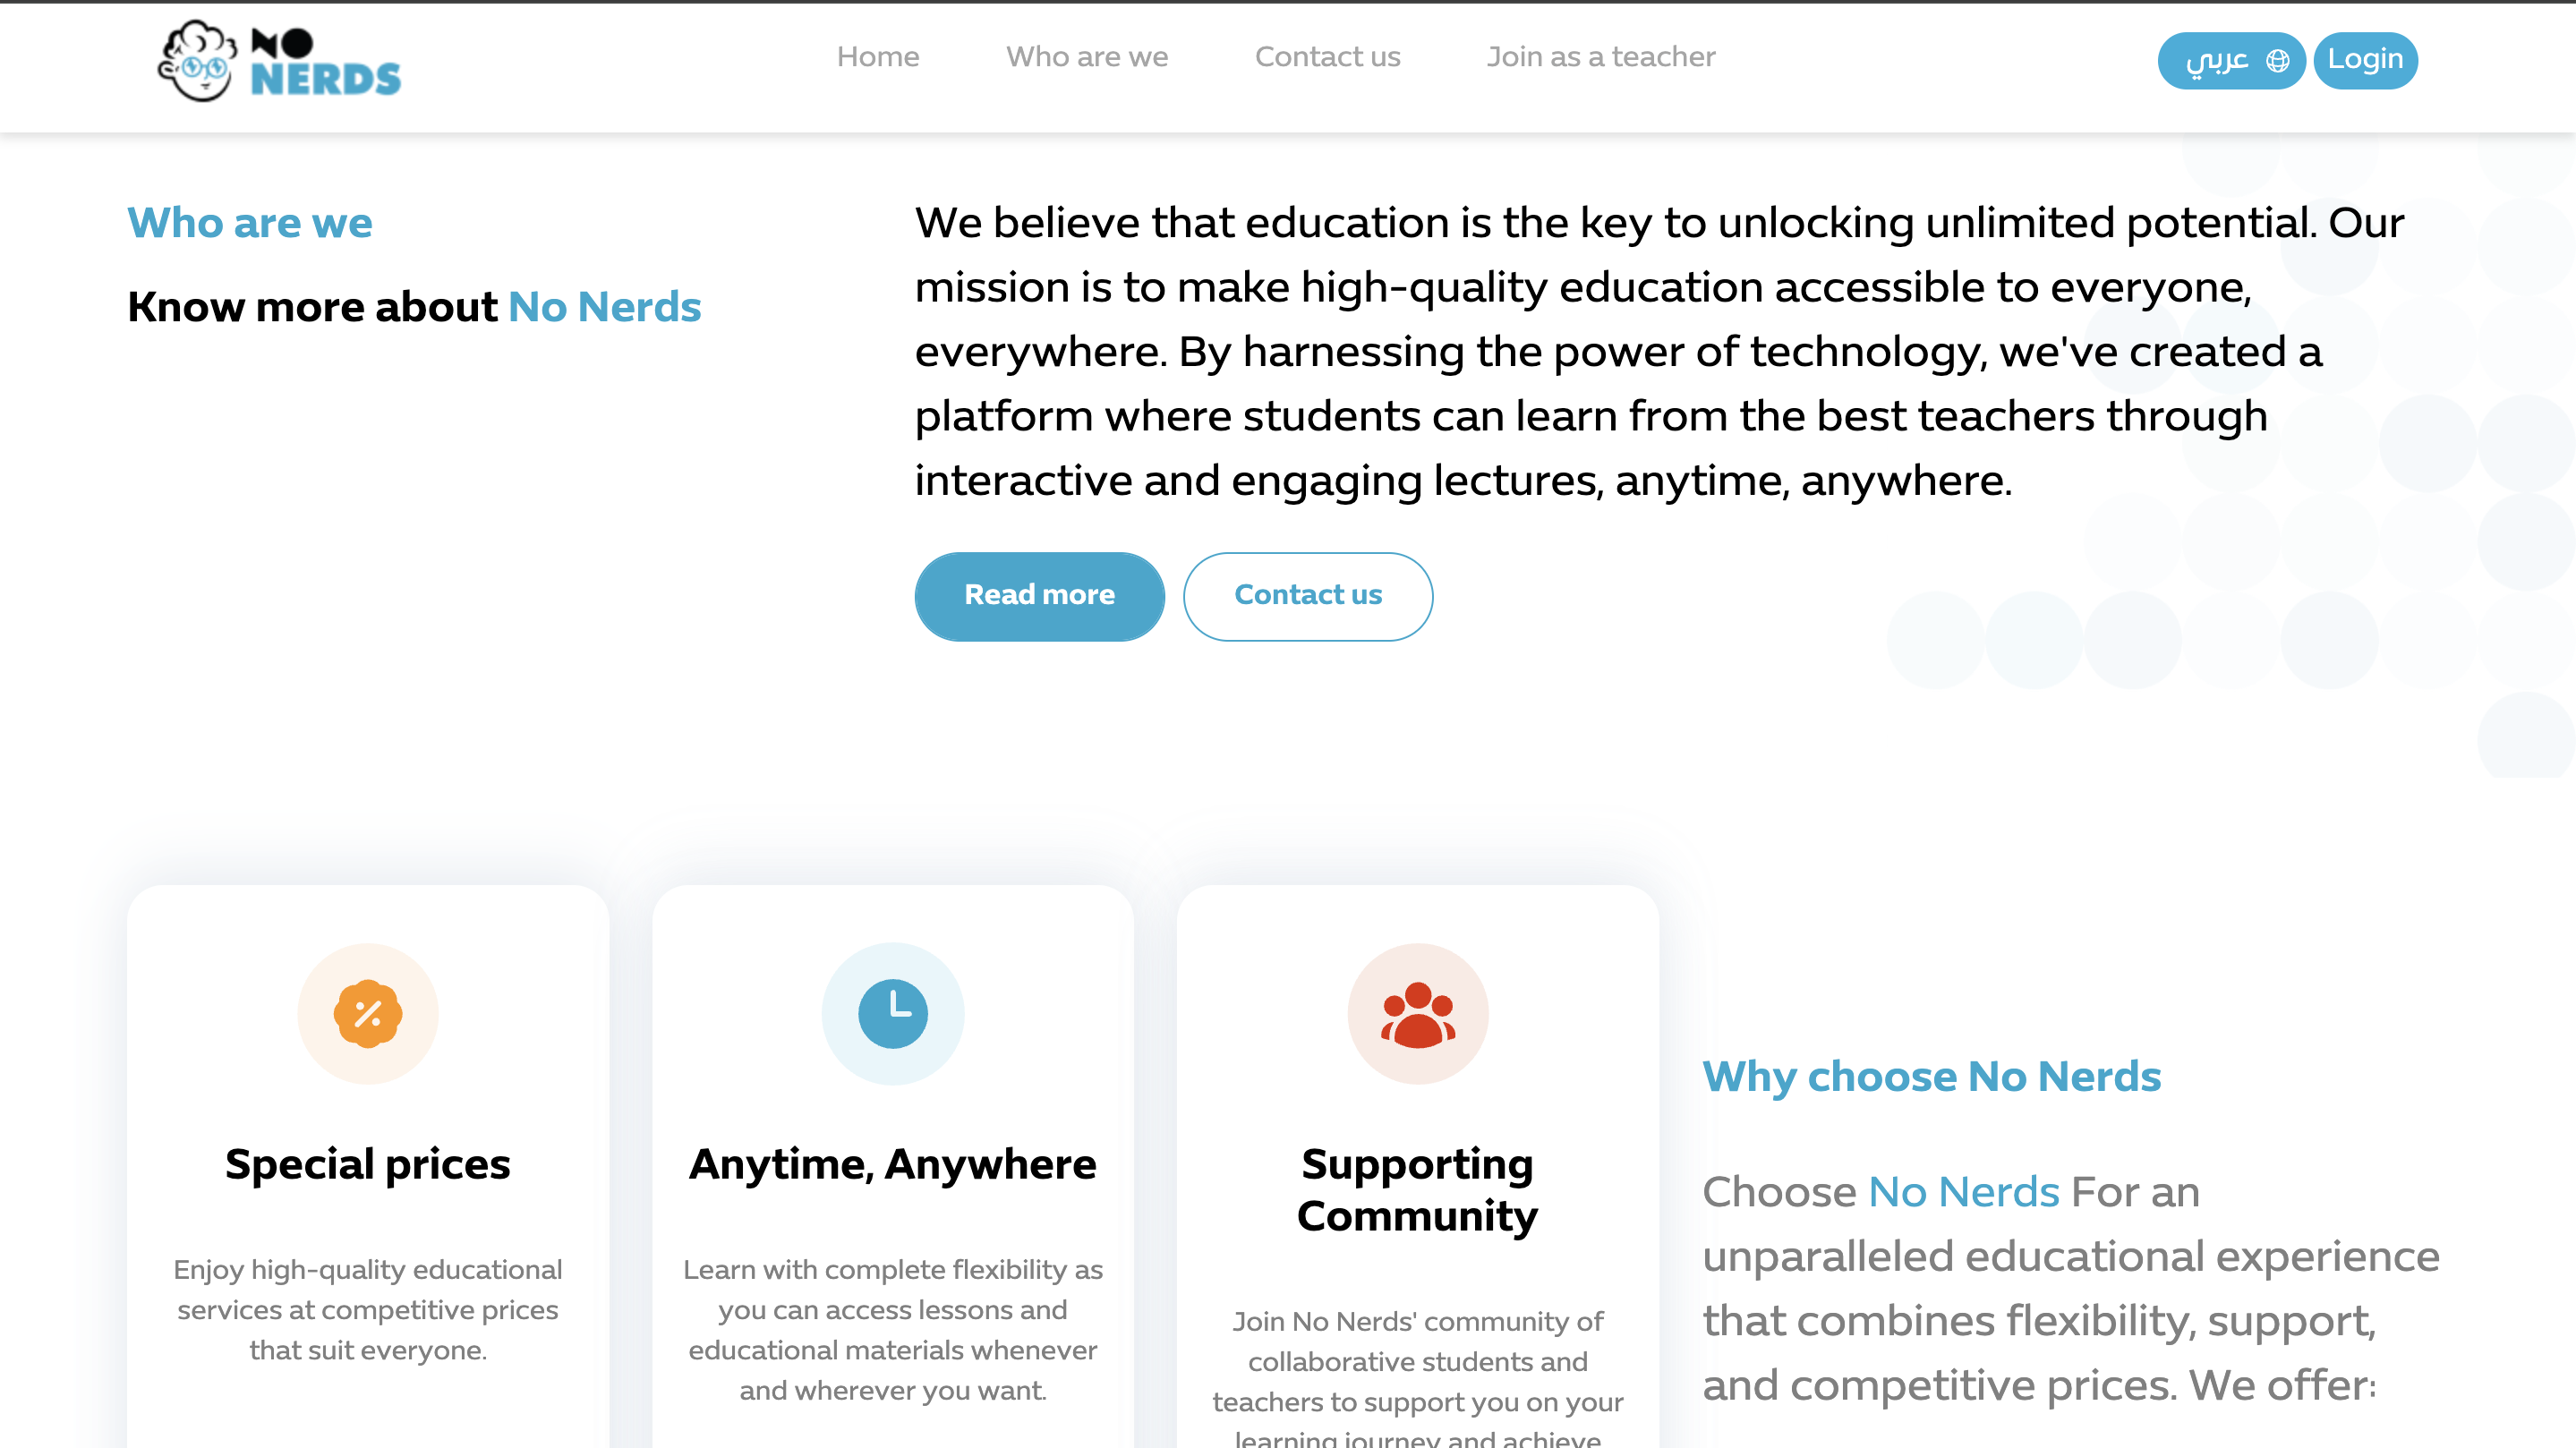 NO
NERDS
Home
Who are we
Contact us
Join as a teacher
عربي
Login
Who are we
Know more about No Nerds
We believe that education is the key to unlocking unlimited potential. Our
mission is to make high-quality education accessible to everyone,
everywhere. By harnessing the power of technology, we've created a
platform where students can learn from the best teachers through
interactive and engaging lectures, anytime, anywhere.
Read more
Contact us
Special prices
Enjoy high-quality educational
services at competitive prices
that suit everyone.
Anytime, Anywhere
Learn with complete flexibility as
you can access lessons and
educational materials whenever
and wherever you want.
Supporting
Community
Join No Nerds' community of
collaborative students and
teachers to support you on your
learning journey and achieve
Why choose No Nerds
Choose No Nerds For an
unparalleled educational experience
that combines flexibility, support,
and competitive prices. We offer: